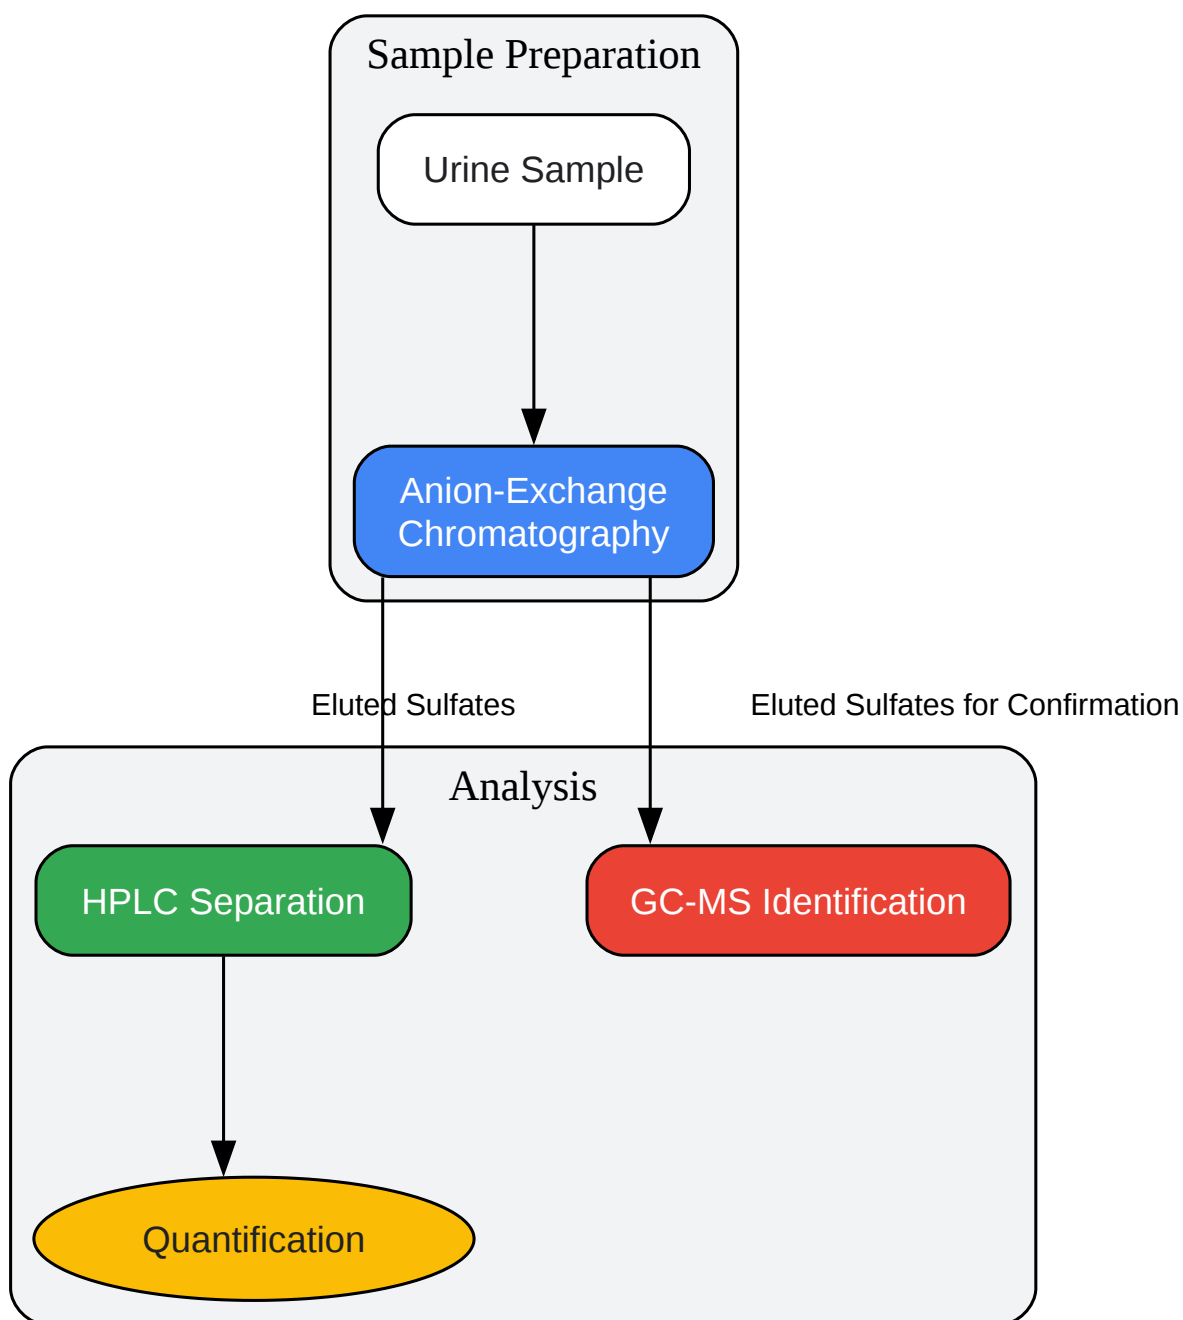 Sample Preparation
Urine Sample
Anion-Exchange
Chromatography
Eluted Sulfates
Eluted Sulfates for Confirmation
Analysis
HPLC Separation
GC-MS Identification
Quantification